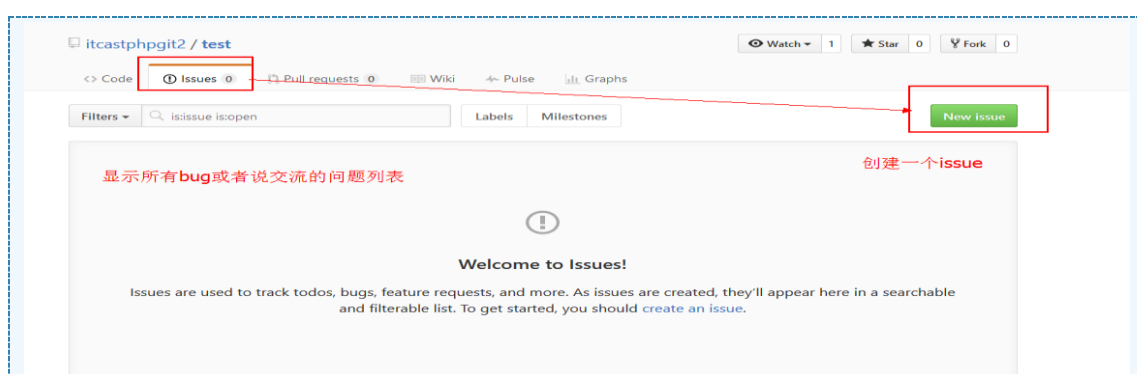 itcastphpgit2 / test
Watch 1 Star 0 Fork 0
Code Issues 0 Pull requests 0 Wiki Pulse Graphs
Filters is:issue is:open Labels Milestones New issue
创建一个issue
显示所有bug或者说交流的问题列表
Welcome to Issues!
Issues are used to track todos, bugs, feature requests, and more. As issues are created, they'll appear here in a searchable
and filterable list. To get started, you should create an issue.